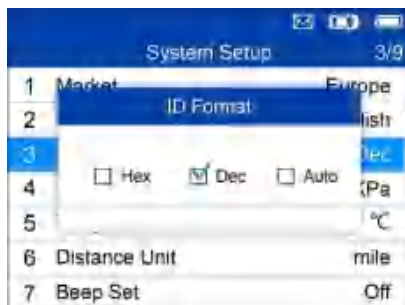 System Setup 3/9
1 Market Europe
ID Format
2 lish
3 Dec
Hex Dec Auto
4 KPa
5 °C
6 Distance Unit mile
7 Beep Set Off